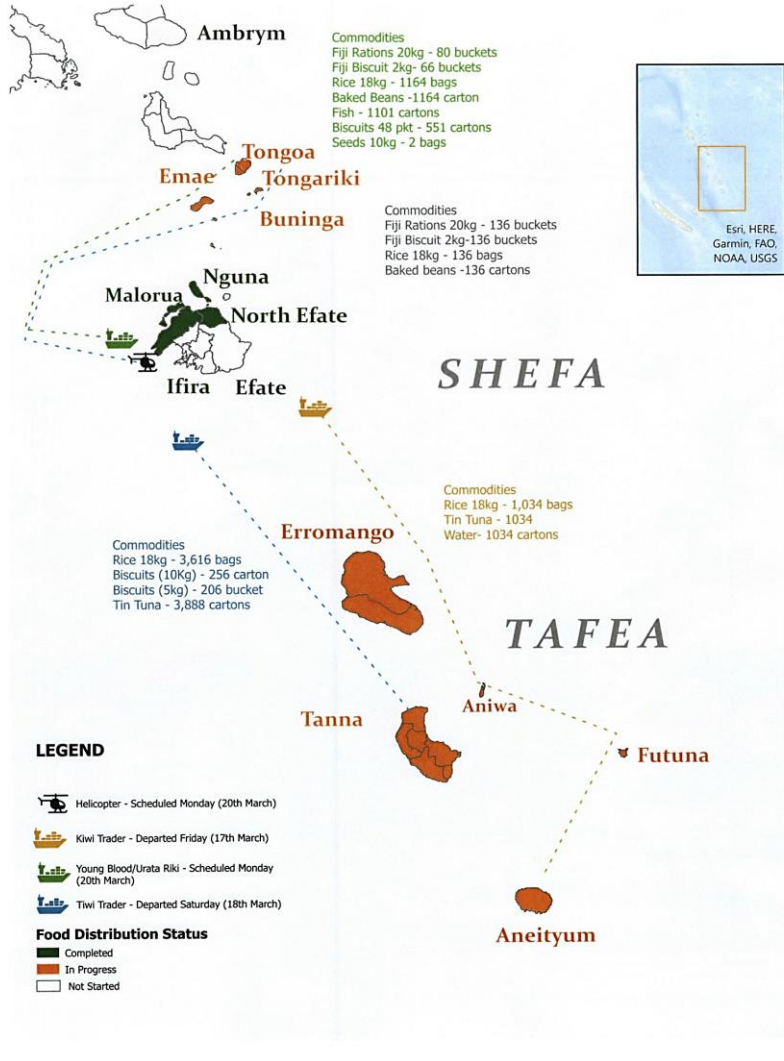 Ambrym
Commodities
Fiji Rations 20kg - 80 buckets
Fiji Biscuit 2kg- 66 buckets
Rice 18kg - 1164 bags
Baked Beans -1164 carton
Fish - 1101 cartons
Biscuits 48 pkt - 551 cartons
Seeds 10kg - 2 bags
Tongoa
Emae
Tongariki
Buninga
Commodities
Fiji Rations 20kg - 136 buckets
Fiji Biscuit 2kg-136 buckets
Rice 18kg - 136 bags
Baked beans -136 cartons
Esri, HERE,
Garmin, FAO,
NOAA, USGS
Nguna
Malorua
North Efate
Ifira
Efate
SHEFA
Commodities
Rice 18kg - 1,034 bags
Tin Tuna - 1034
Water- 1034 cartons
Erromango
Commodities
Rice 18kg - 3,616 bags
Biscuits (10Kg) - 256 carton
Biscuits (5kg) - 206 bucket
Tin Tuna - 3,888 cartons
TAFEA
Aniwa
Tanna
Futuna
Aneityum
LEGEND
Helicopter - Scheduled Monday (20th March)
Kiwi Trader - Departed Friday (17th March)
Young Blood/Urata Riki - Scheduled Monday
(20th March)
Tiwi Trader - Departed Saturday (18th March)
Food Distribution Status
Completed
In Progress
Not Started